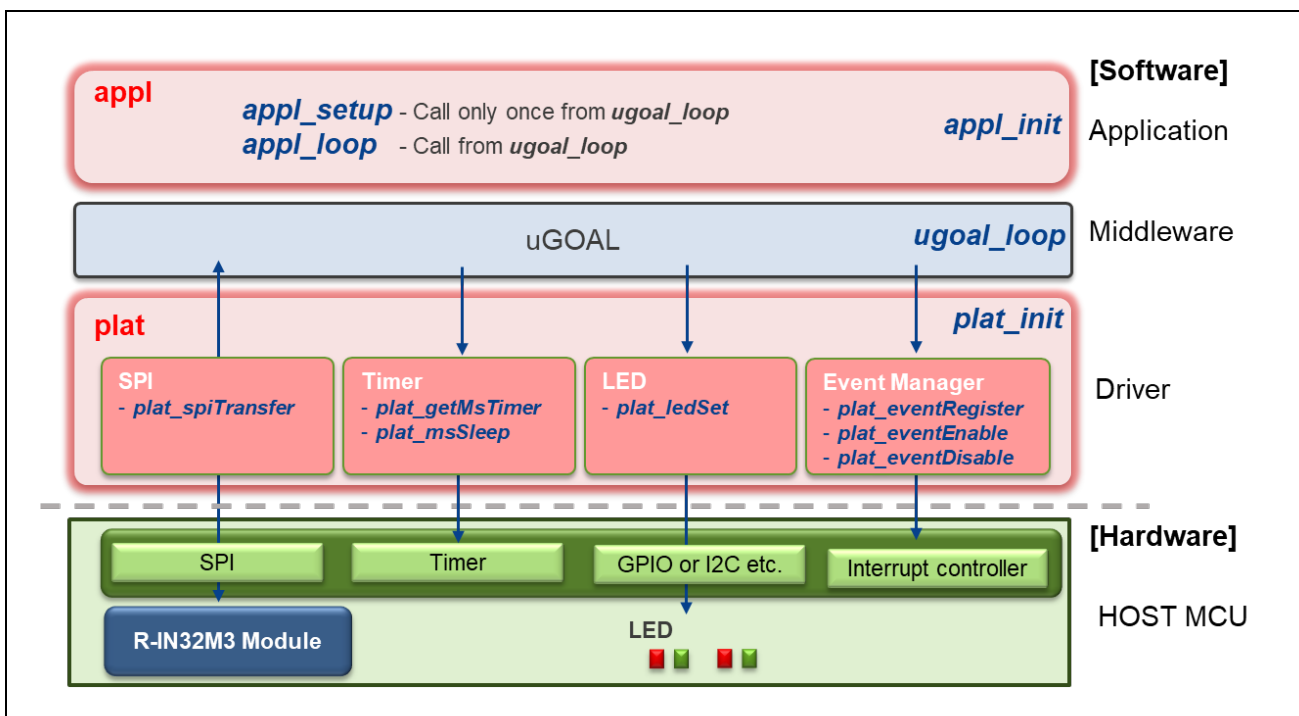 [Software]
appl
appl_setup - Call only once from ugoal_loop
appl_loop - Call from ugoal_loop
appl_init
Application
uGOAL
ugoal_loop
Middleware
plat
plat_init
SPI
- plat_spiTransfer
Timer
- plat_getMsTimer
- plat_msSleep
LED
- plat_ledSet
Event Manager
- plat_eventRegister
- plat_eventEnable
- plat_eventDisable
Driver
[Hardware]
SPI
Timer
GPIO or I2C etc.
Interrupt controller
R-IN32M3 Module
LED
HOST MCU